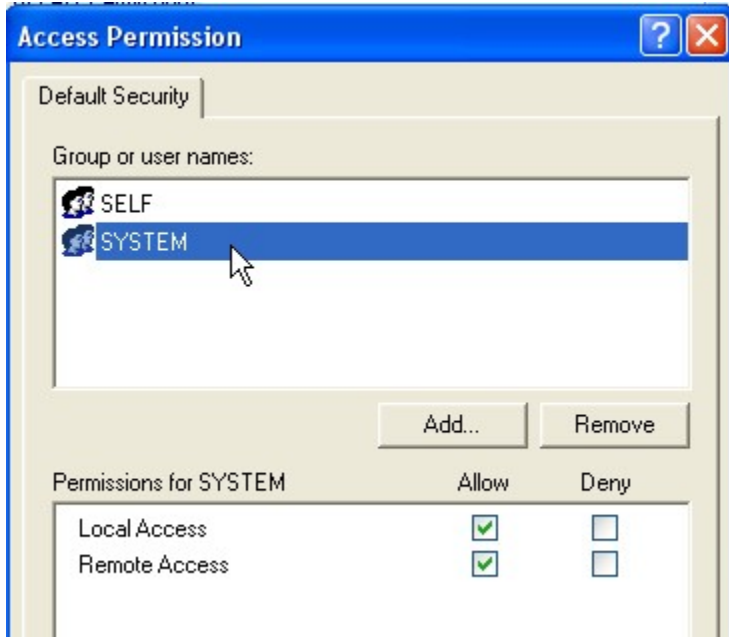 Access Permission
Default Security
Group or user names:
SELF
SYSTEM
Add... Remove
Permissions for SYSTEM Allow Deny
Local Access
Remote Access